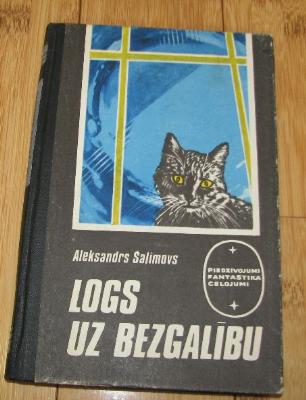 Aleksandrs Šalimovs
PIEDZĪVOJUMI
FANTASTIKA
CEĻOJUMI
LOGS
UZ BEZGALĪBU